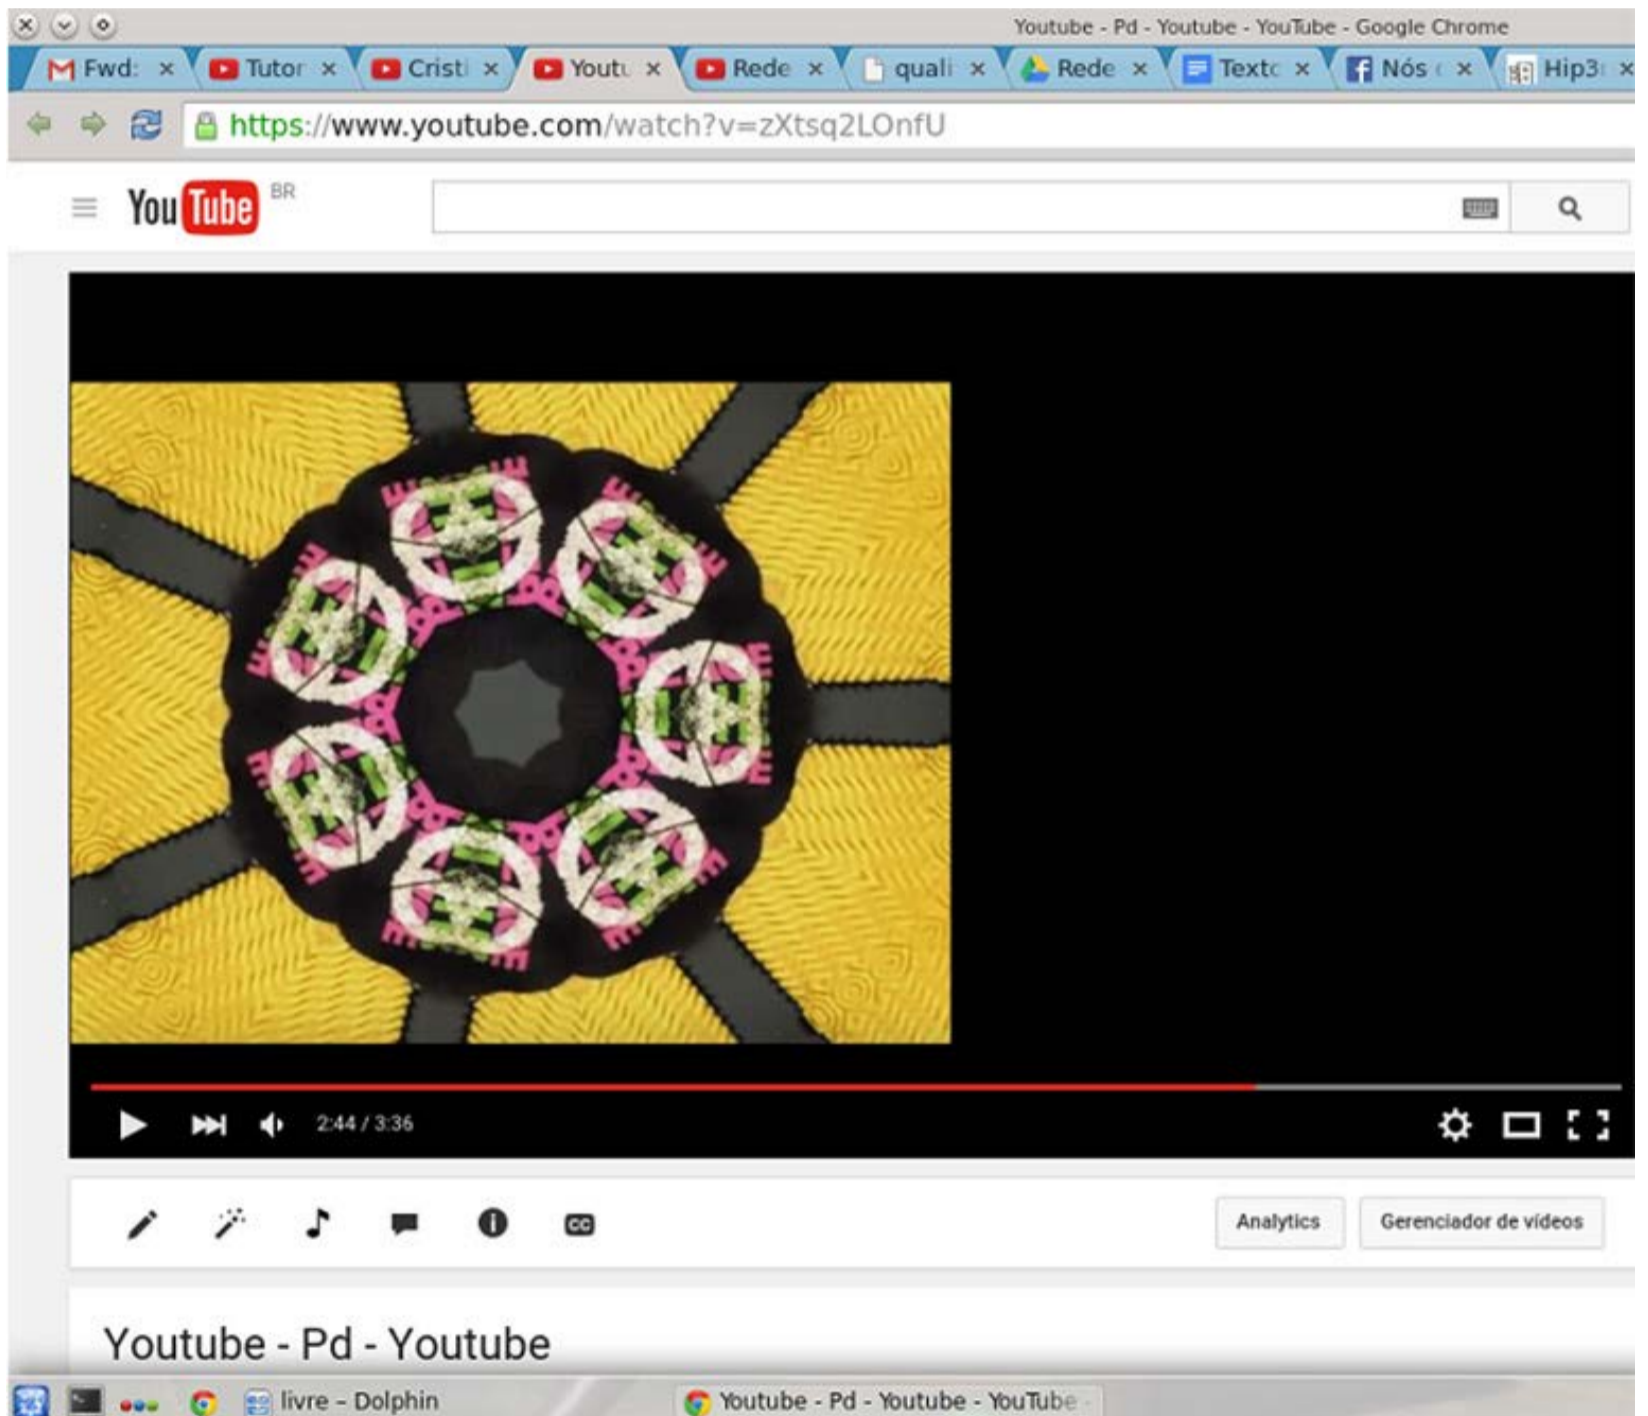 Youtube - Pd - Youtube - YouTube - Google Chrome
Fwd: Tutor Cristi Youtu Rede quali Rede Texto Nós Hip3
https://www.youtube.com/watch?v=zXtsq2LOnfU
YouTube BR
2:44 / 3:36
CC
Analytics Gerenciador de vídeos
Youtube - Pd - Youtube
livre – Dolphin Youtube - Pd - Youtube - YouTube -